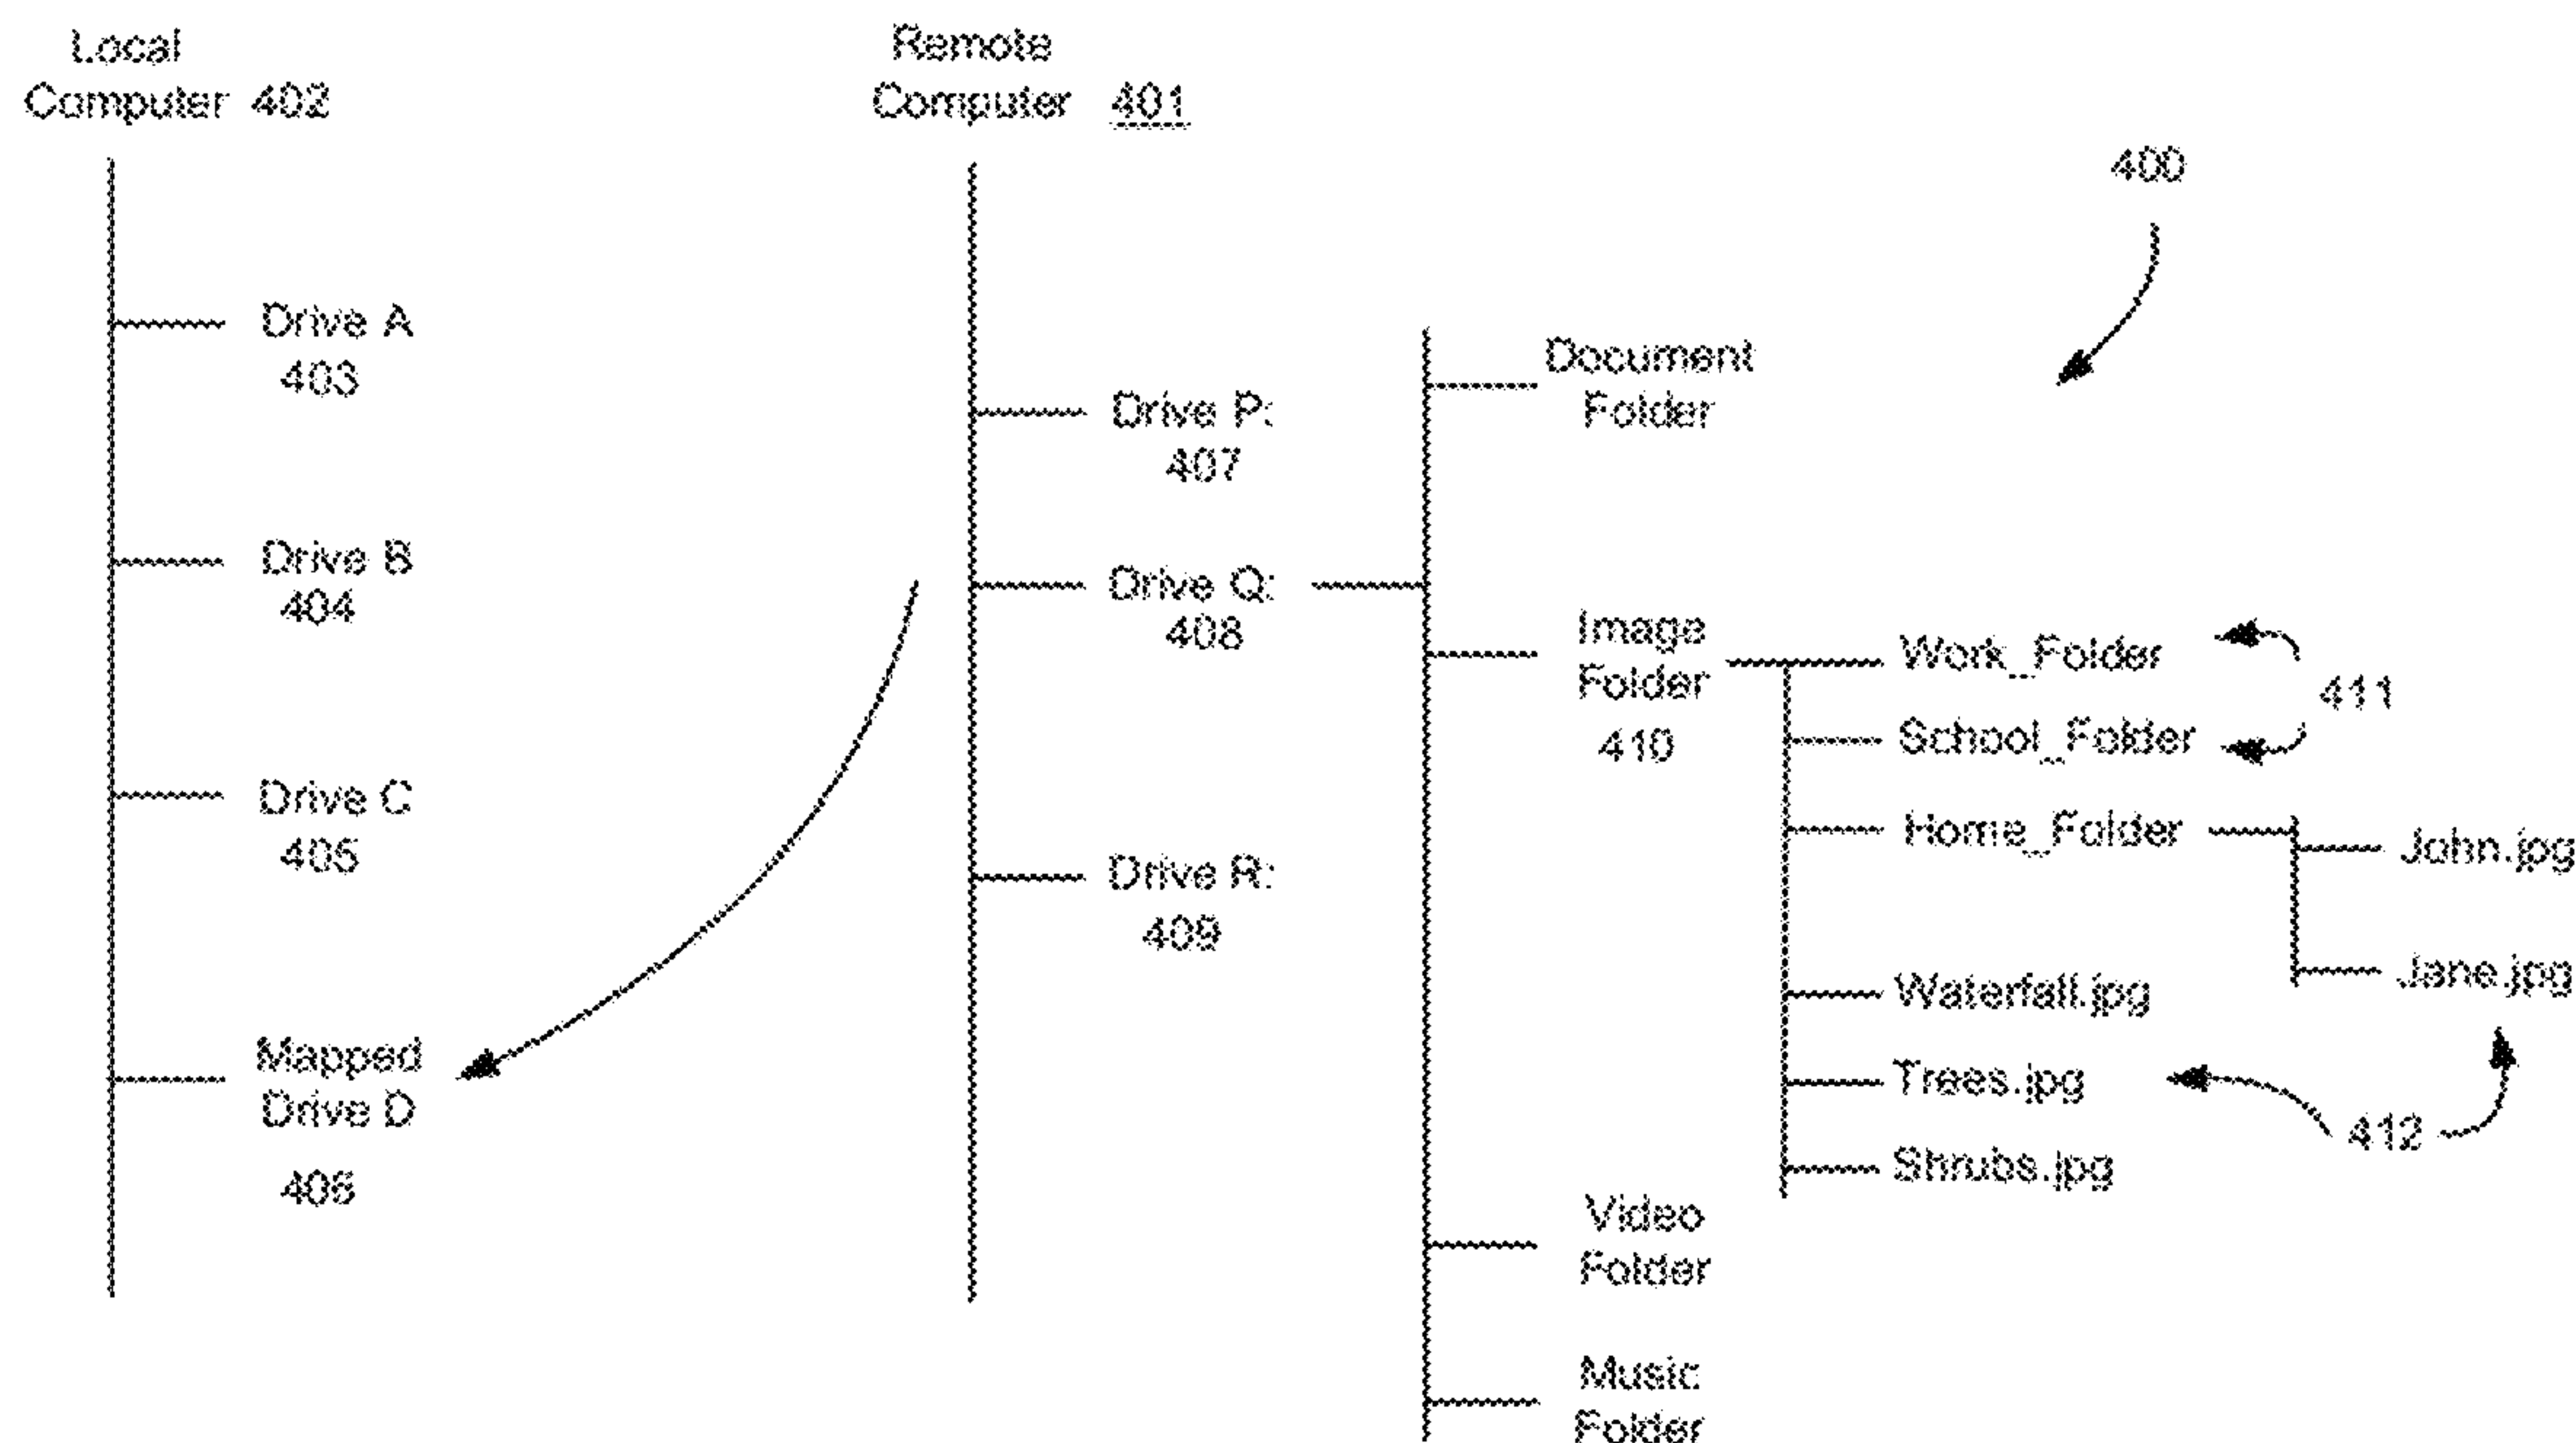 Local
Computer 402
Remote
Computer 401
400
Drive A
403
Drive B
404
Drive C
405
Mapped
Drive D
406
Drive P:
407
Drive Q:
408
Drive R:
409
Document
Folder
Image
Folder
410
Video
Folder
Music
Folder
Work_Folder
School_Folder
411
Home_Folder
John.jpg
Jane.jpg
Waterfall.jpg
Trees.jpg
Shrubs.jpg
412